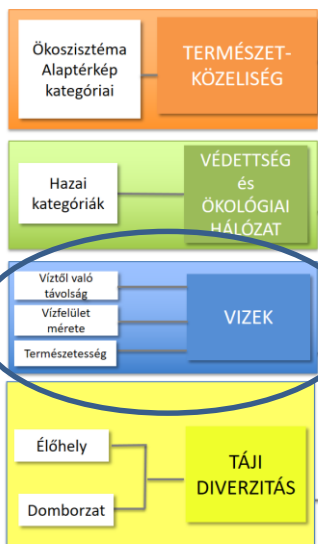 Ökoszisztéma
Alaptérkép
kategóriai
TERMÉSZET-
KÖZELISÉG
Hazai
kategóriák
VÉDETTSÉG
és
ÖKOLÓGIAI
HÁLÓZAT
Víztől való
távolság
Vízfelület
mérete
Természetesség
VIZEK
Élőhely
Domborzat
TÁJI
DIVERZITÁS